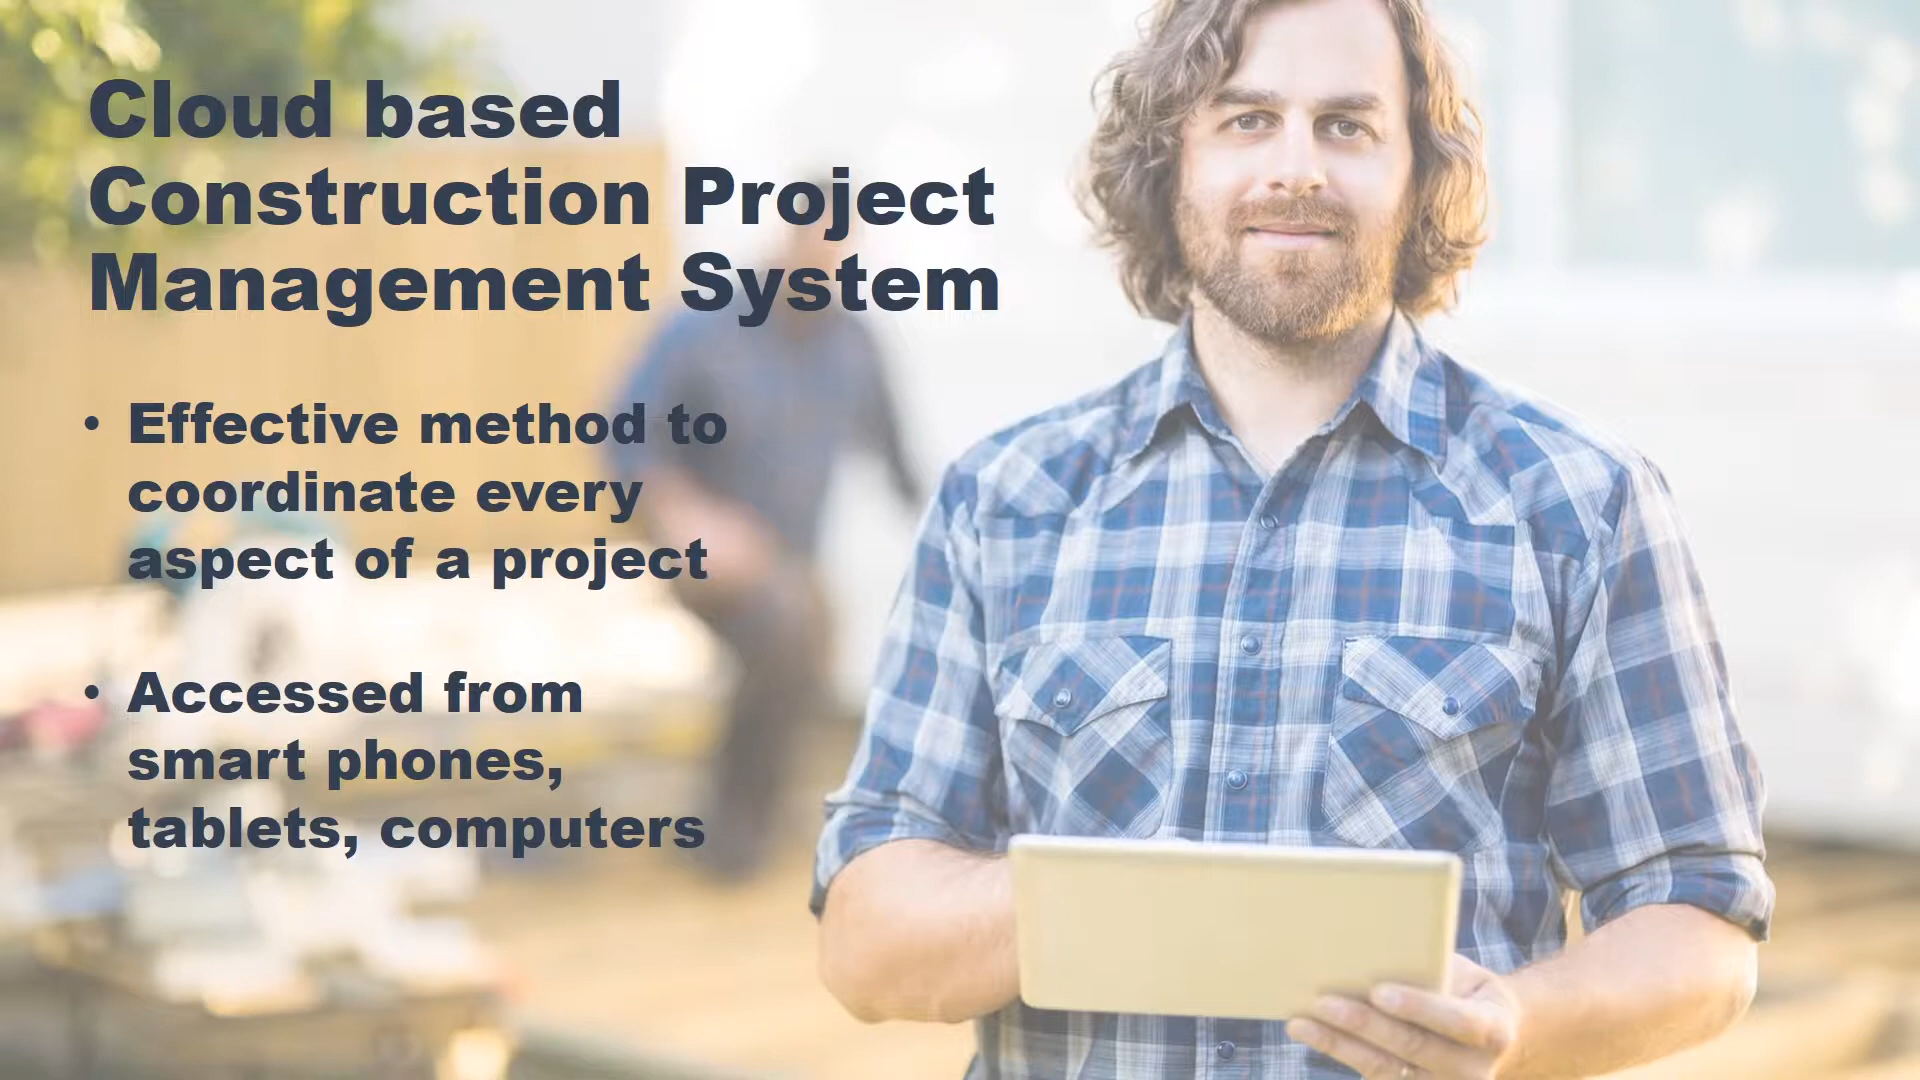 Cloud based
Construction Project
Management System
• Effective method to
coordinate every
aspect of a project
• Accessed from
smart phones,
tablets, computers